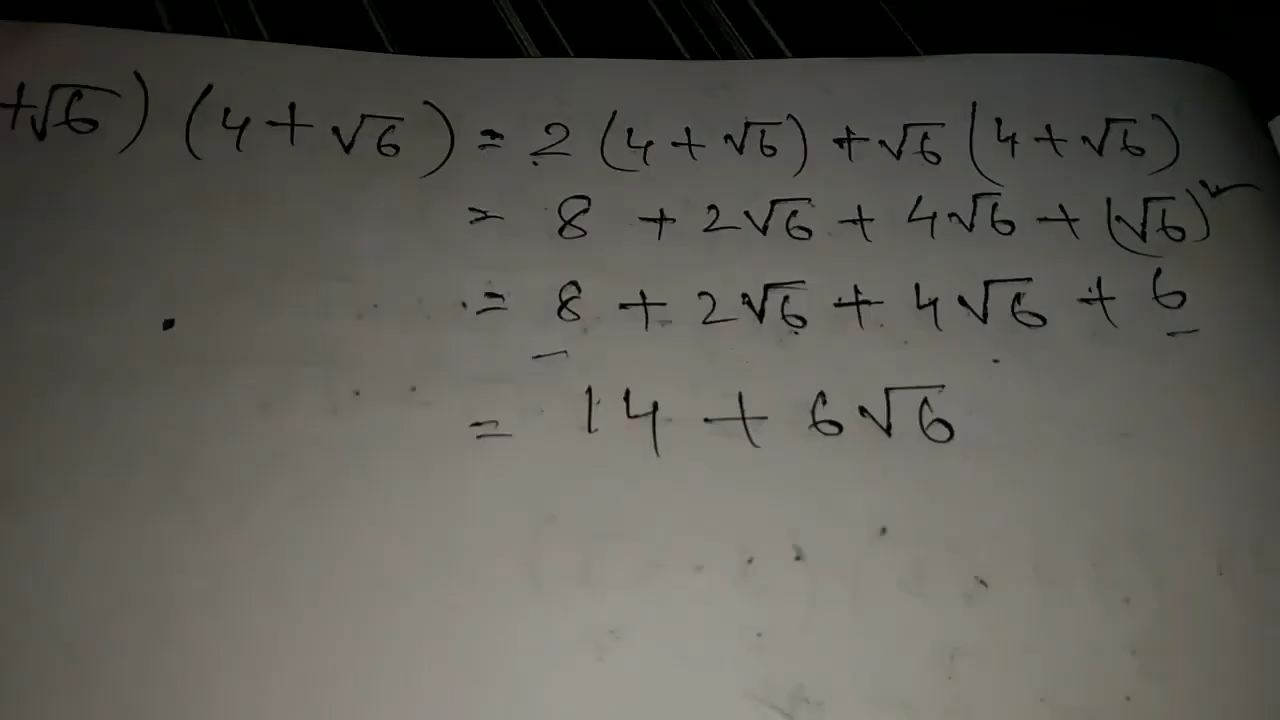 +√6) (4+√6) = 2(4+√6)+√6(4+√6)
= 8 + 2√6 + 4√6 + (√6)²
= 8 + 2√6 + 4√6 + 6
= 14 + 6√6